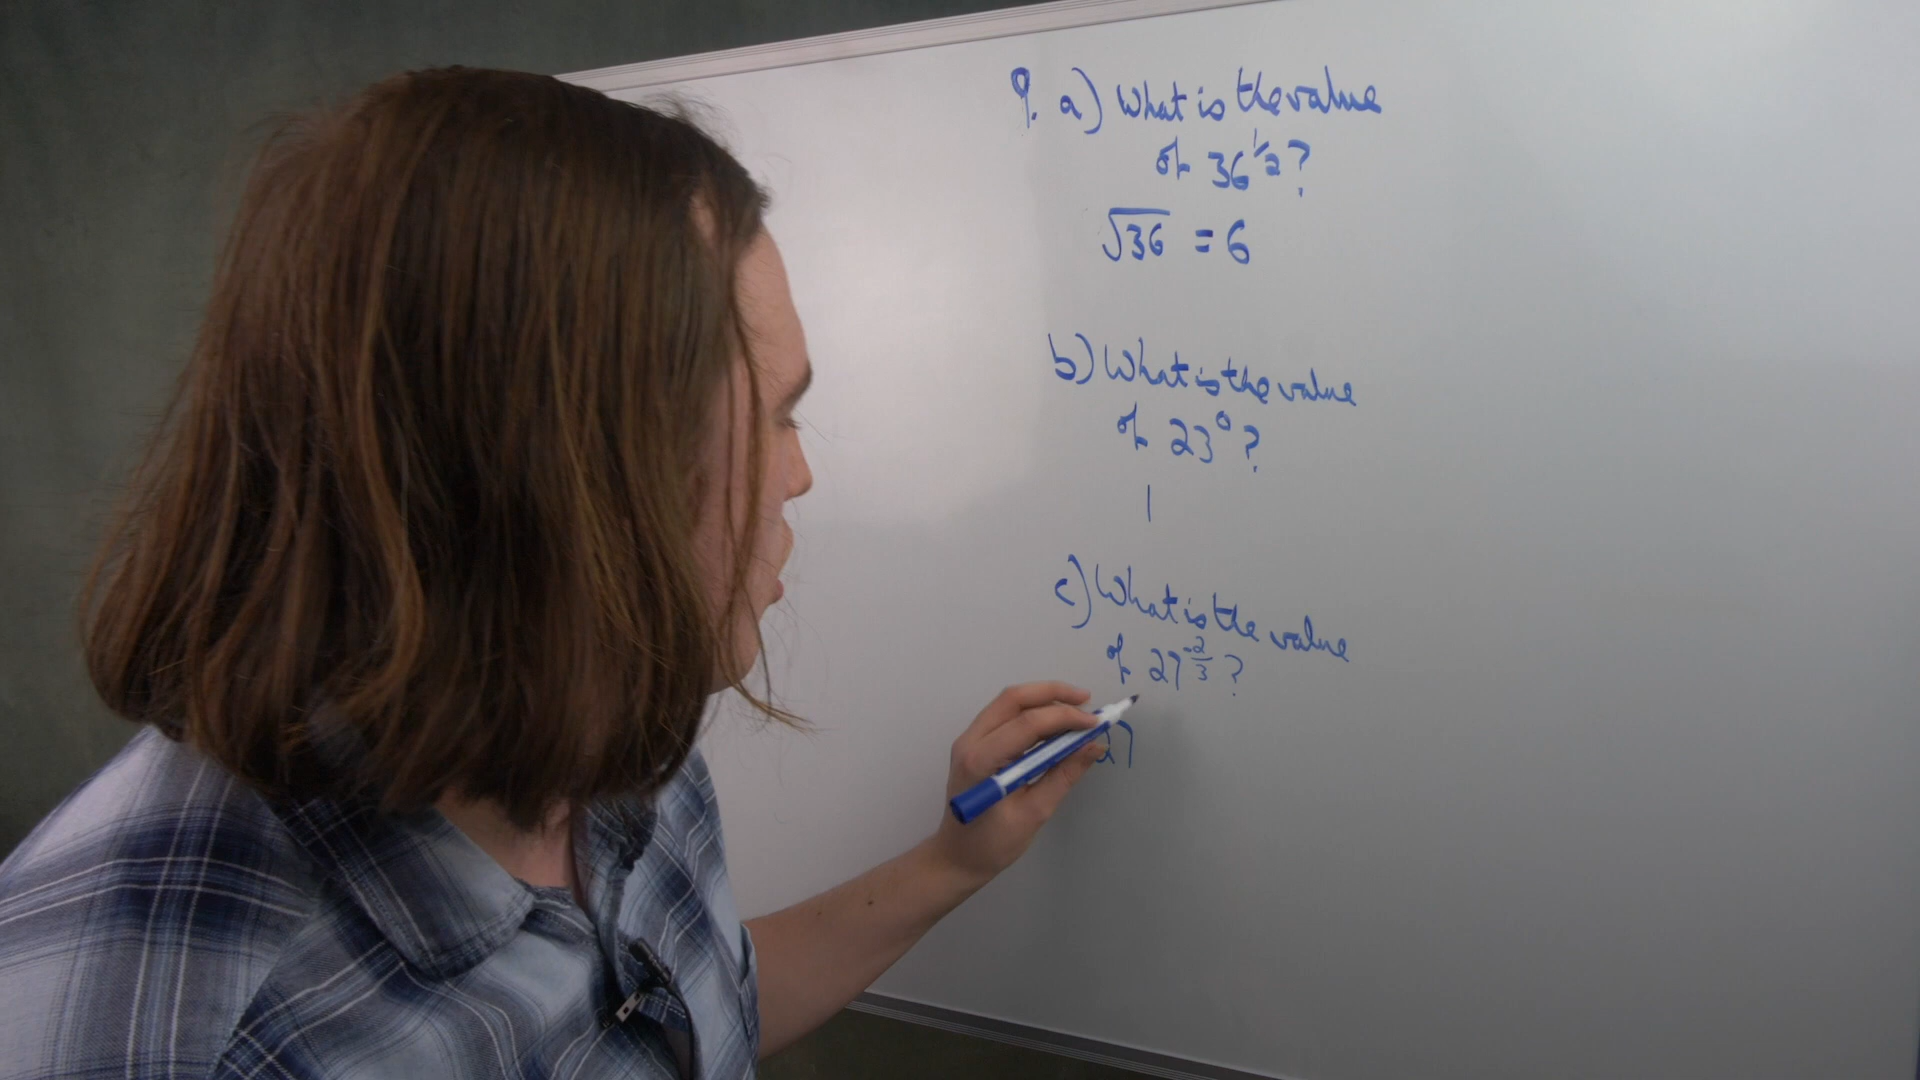 9. a) What is the value
of 36^1/2?
√36 = 6
b) What is the value
of 23^0?
1
c) What is the value
of 27^-2/3?
27